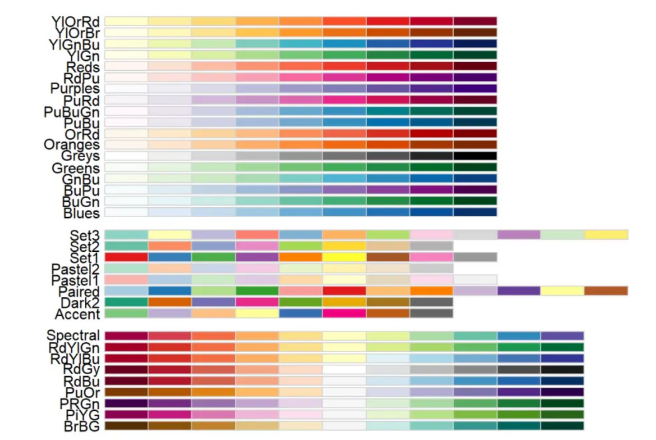 YlOrRd
YlOrBr
YlGnBu
YlGn
Reds
RdPu
Purples
PuRd
PuBuGn
PuBu
OrRd
Oranges
Greys
Greens
GnBu
BuPu
BuGn
Blues
Set3
Set2
Set1
Pastel2
Pastel1
Paired
Dark2
Accent
Spectral
RdYlGn
RdYlBu
RdGy
RdBu
PuOr
PRGn
PiYG
BrBG